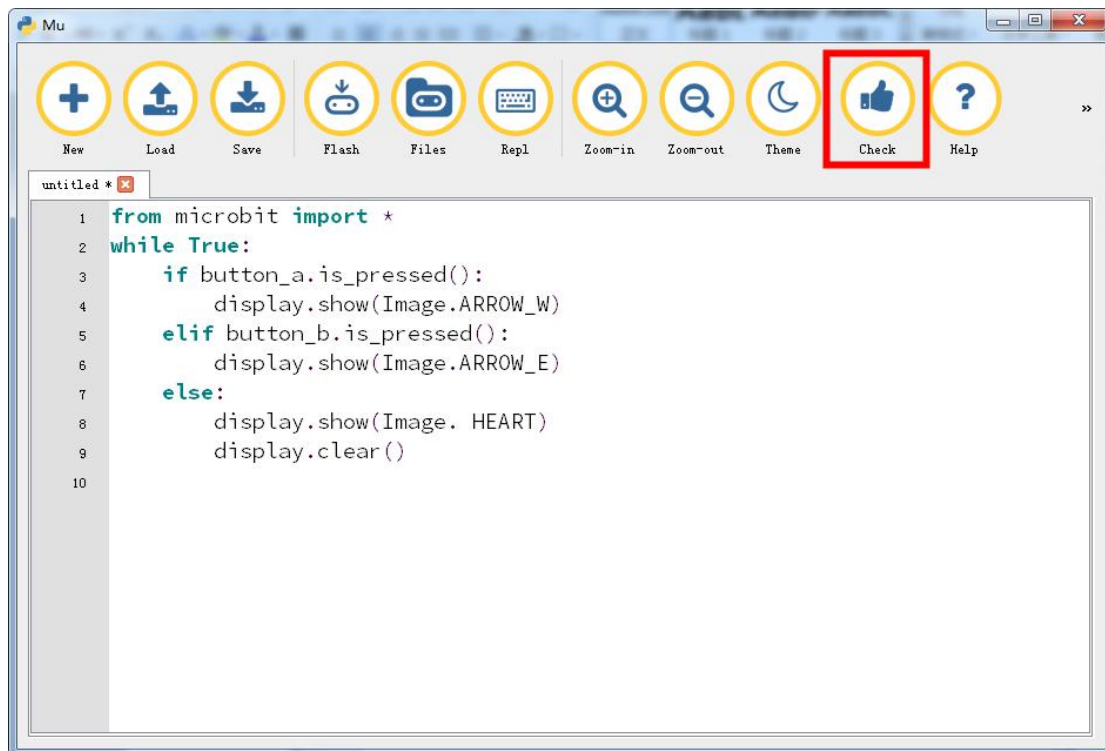 Mu
New Load Save Flash Files Repl Zoom-in Zoom-out Theme Check Help »
untitled *
1 from microbit import *
2 while True:
3     if button_a.is_pressed():
4         display.show(Image.ARROW_W)
5     elif button_b.is_pressed():
6         display.show(Image.ARROW_E)
7     else:
8         display.show(Image. HEART)
9         display.clear()
10